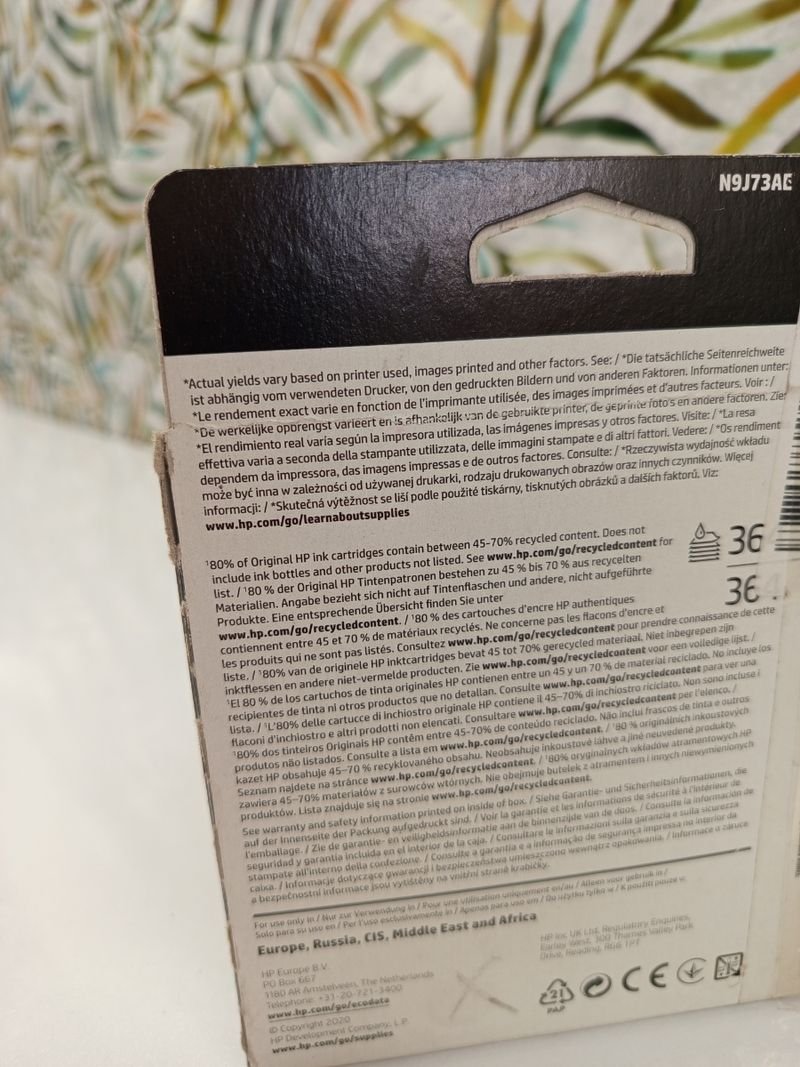 N9J73AE
*Actual yields vary based on printer used, images printed and other factors. See: / *Die tatsächliche Seitenreichweite
ist abhängig vom verwendeten Drucker, von den gedruckten Bildern und von anderen Faktoren. Informationen unter:
*Le rendement exact varie en fonction de l'imprimante utilisée, des images imprimées et d'autres facteurs. Voir : /
*De werkelijke opbrengst varieert en is afhankelijk van de gebruikte printer, de geprinte foto's en andere factoren. Zie:
*El rendimiento real varía según la impresora utilizada, las imágenes impresas y otros factores. Visite: / *La resa
effettiva varia a seconda della stampante utilizzata, delle immagini stampate e di altri fattori. Vedere: / *Os rendiment
dependem da impressora, das imagens impressas e de outros factores. Consulte: / *Rzeczywista wydajność wkładu
może być inna w zależności od używanej drukarki, rodzaju drukowanych obrazów oraz innych czynników. Więcej
informacji: / *Skutečná výtěžnost se liší podle použité tiskárny, tisknutých obrázků a dalších faktorů. Viz:
www.hp.com/go/learnaboutsupplies
¹80% of Original HP ink cartridges contain between 45-70% recycled content. Does not
include ink bottles and other products not listed. See www.hp.com/go/recycledcontent for
list. / ¹80 % der Original HP Tintenpatronen bestehen zu 45 % bis 70 % aus recycelten
Materialien. Angabe bezieht sich nicht auf Tintenflaschen und andere, nicht aufgeführte
Produkte. Eine entsprechende Übersicht finden Sie unter
www.hp.com/go/recycledcontent. / ¹80 % des cartouches d'encre HP authentiques
contiennent entre 45 et 70 % de matériaux recyclés. Ne concerne pas les flacons d'encre et
les produits qui ne sont pas listés. Consultez www.hp.com/go/recycledcontent pour prendre connaissance de cette
liste. / ¹80% van de originele HP inktcartridges bevat 45 tot 70% gerecycled materiaal. Niet inbegrepen zijn
inktflessen en andere niet-vermelde producten. Zie www.hp.com/go/recycledcontent voor een volledige lijst. /
¹El 80 % de los cartuchos de tinta originales HP contienen entre un 45 y un 70 % de material reciclado. No incluye los
recipientes de tinta ni otros productos que no detallan. Consulte www.hp.com/go/recycledcontent para ver una
lista. / ¹L'80% delle cartucce di inchiostro originale HP contiene il 45-70% di inchiostro riciclato. Non sono inclusi i
flaconi d'inchiostro e altri prodotti non elencati. Consultare www.hp.com/go/recycledcontent per l'elenco. /
¹80% dos tinteiros Originais HP contêm entre 45-70% de conteúdo reciclado. Não inclui frascos de tinta e outros
produtos não listados. Consulte a lista em www.hp.com/go/recycledcontent. / ¹80 % originálních inkoustových
kazet HP obsahuje 45-70 % recyklovaného obsahu. Neobsahuje inkoustové láhve a jiné neuvedené produkty.
Seznam najdete na stránce www.hp.com/go/recycledcontent. / ¹80% oryginalnych wkładów atramentowych HP
zawiera 45-70% materiałów z surowców wtórnych. Nie obejmuje butelek z atramentem i innych niewymienionych
produktów. Lista znajduje się na stronie www.hp.com/go/recycledcontent.
36
36
See warranty and safety information printed on inside of box. / Siehe Garantie- und Sicherheitsinformationen, die
auf der Innenseite der Packung aufgedruckt sind. / Voir la garantie et les informations de sécurité à l'intérieur de
l'emballage. / Zie de garantie- en veiligheidsinformatie aan de binnenzijde van de doos. / Consulte la información de
seguridad y garantía incluida en el interior de la caja. / Consultare le informazioni sulla garanzia e sulla sicurezza
stampate all'interno della confezione. / Consulte a garantia e a informação de segurança impressa no interior da
caixa. / Informacje dotyczące gwarancji i bezpieczeństwa umieszczono wewnątrz opakowania. / Informace o záruce
a bezpečnostní informace jsou vytištěny na vnitřní straně krabičky.
For use only in / Nur zur Verwendung in / Pour une utilisation uniquement en/au / Alleen voor gebruik in /
Solo para su uso en / Per l'uso esclusivamente in / Apenas para uso em / Do użytku tylko w / K použití pouze v:
Europe, Russia, CIS, Middle East and Africa
HP Europe B.V.
PO Box 667
1180 AR Amstelveen, The Netherlands
Telephone: +31-20-721-3400
www.hp.com/go/ecodata
© Copyright 2020
HP Development Company, L.P.
www.hp.com/go/supplies
HP Inc UK Ltd, Regulatory Enquiries,
Earley West, 300 Thames Valley Park
Drive, Reading, RG6 1PT
21
PAP
CE